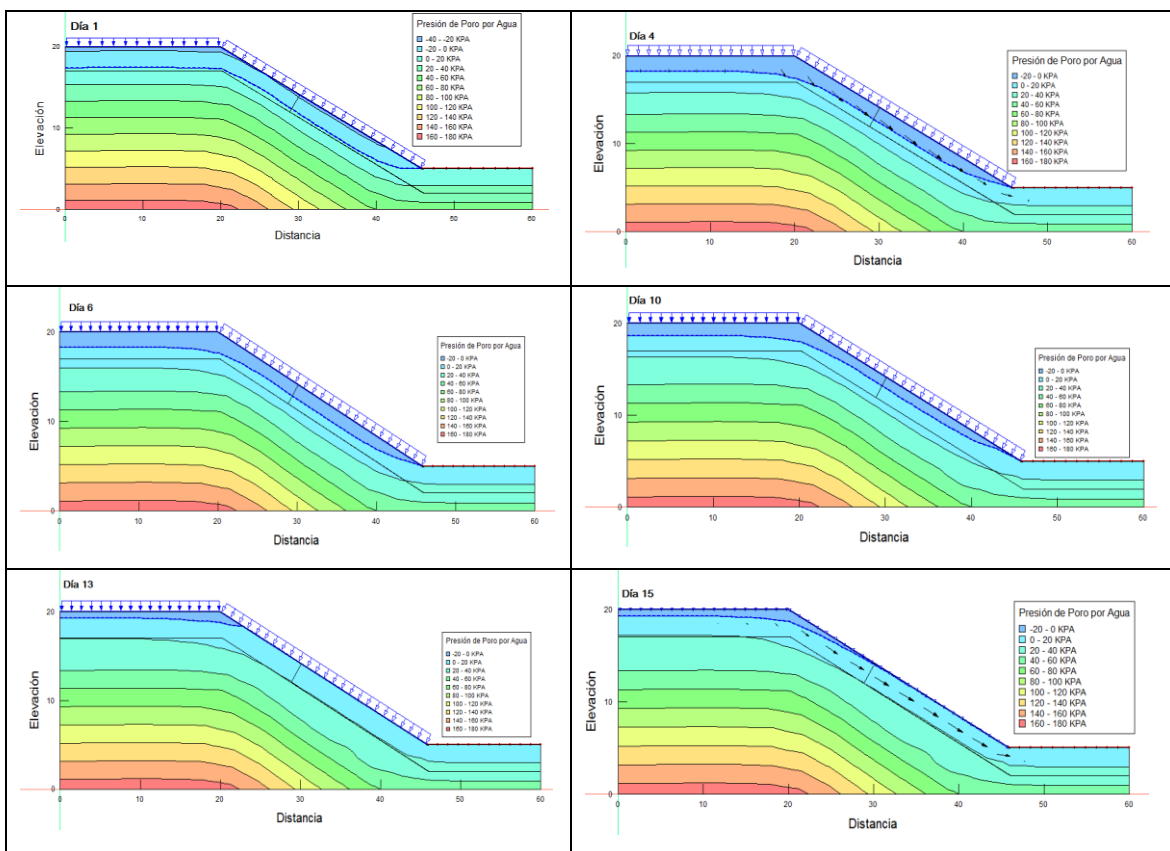 Día 1
Presión de Poro por Agua
-40 - -20 KPA
-20 - 0 KPA
0 - 20 KPA
20 - 40 KPA
40 - 60 KPA
60 - 80 KPA
80 - 100 KPA
100 - 120 KPA
120 - 140 KPA
140 - 160 KPA
160 - 180 KPA
Elevación
20
10
0
0
10
20
30
40
50
60
Distancia
Día 4
Presión de Poro por Agua
-20 - 0 KPA
0 - 20 KPA
20 - 40 KPA
40 - 60 KPA
60 - 80 KPA
80 - 100 KPA
100 - 120 KPA
120 - 140 KPA
140 - 160 KPA
160 - 180 KPA
Elevación
20
10
0
0
10
20
30
40
50
60
Distancia
Día 6
Presión de Poro por Agua
-20 - 0 KPA
0 - 20 KPA
20 - 40 KPA
40 - 60 KPA
60 - 80 KPA
80 - 100 KPA
100 - 120 KPA
120 - 140 KPA
140 - 160 KPA
160 - 180 KPA
Elevación
20
10
0
0
10
20
30
40
50
60
Distancia
Día 10
Presión de Poro por Agua
-20 - 0 KPA
0 - 20 KPA
20 - 40 KPA
40 - 60 KPA
60 - 80 KPA
80 - 100 KPA
100 - 120 KPA
120 - 140 KPA
140 - 160 KPA
160 - 180 KPA
Elevación
20
10
0
0
10
20
30
40
50
60
Distancia
Día 13
Presión de Poro por Agua
-20 - 0 KPA
0 - 20 KPA
20 - 40 KPA
40 - 60 KPA
60 - 80 KPA
80 - 100 KPA
100 - 120 KPA
120 - 140 KPA
140 - 160 KPA
160 - 180 KPA
Elevación
20
10
0
0
10
20
30
40
50
60
Distancia
Día 15
Presión de Poro por Agua
-20 - 0 KPA
0 - 20 KPA
20 - 40 KPA
40 - 60 KPA
60 - 80 KPA
80 - 100 KPA
100 - 120 KPA
120 - 140 KPA
140 - 160 KPA
160 - 180 KPA
Elevación
20
10
0
0
10
20
30
40
50
60
Distancia